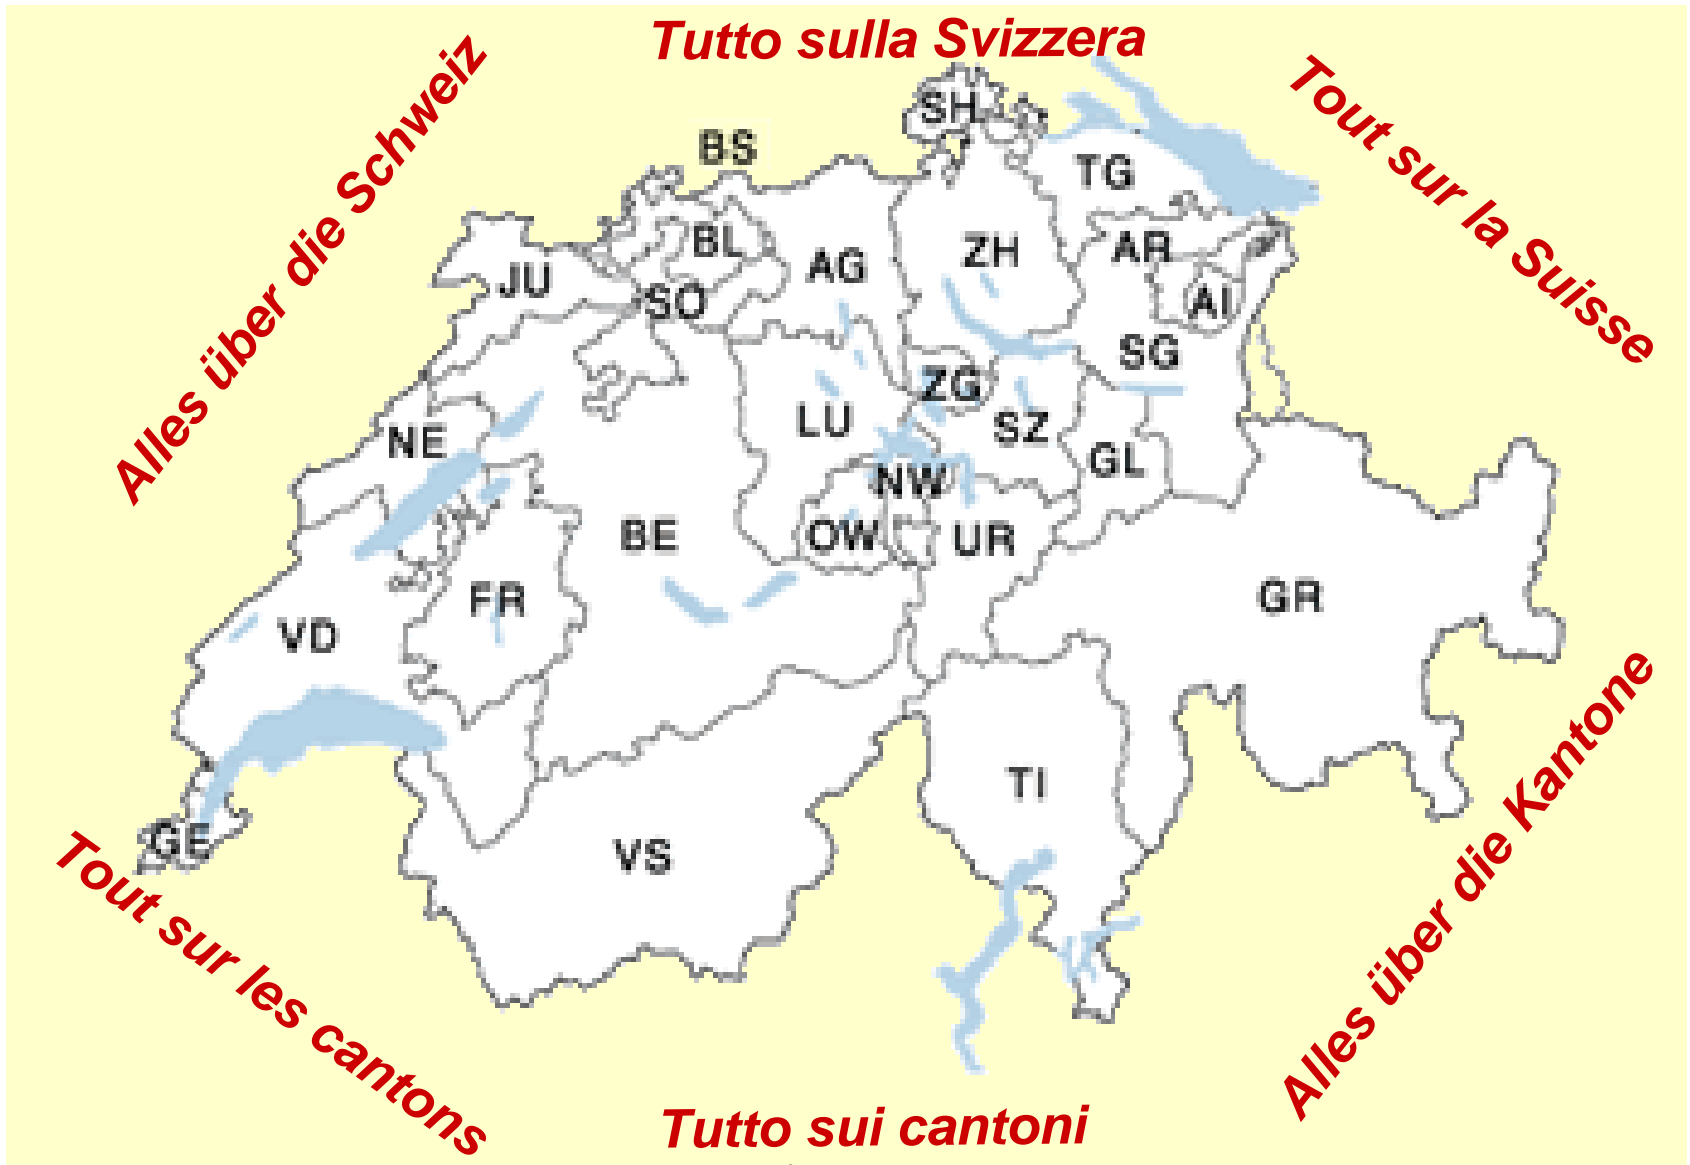 Tutto sulla Svizzera
Alles über die Schweiz
Tout sur la Suisse
SH
BS
TG
BL
AG
ZH
AR
JU
SO
AI
SG
ZG
LU
SZ
NE
GL
NW
BE
OW
UR
FR
GR
VD
TI
GE
VS
Tout sur les cantons
Alles über die Kantone
Tutto sui cantoni